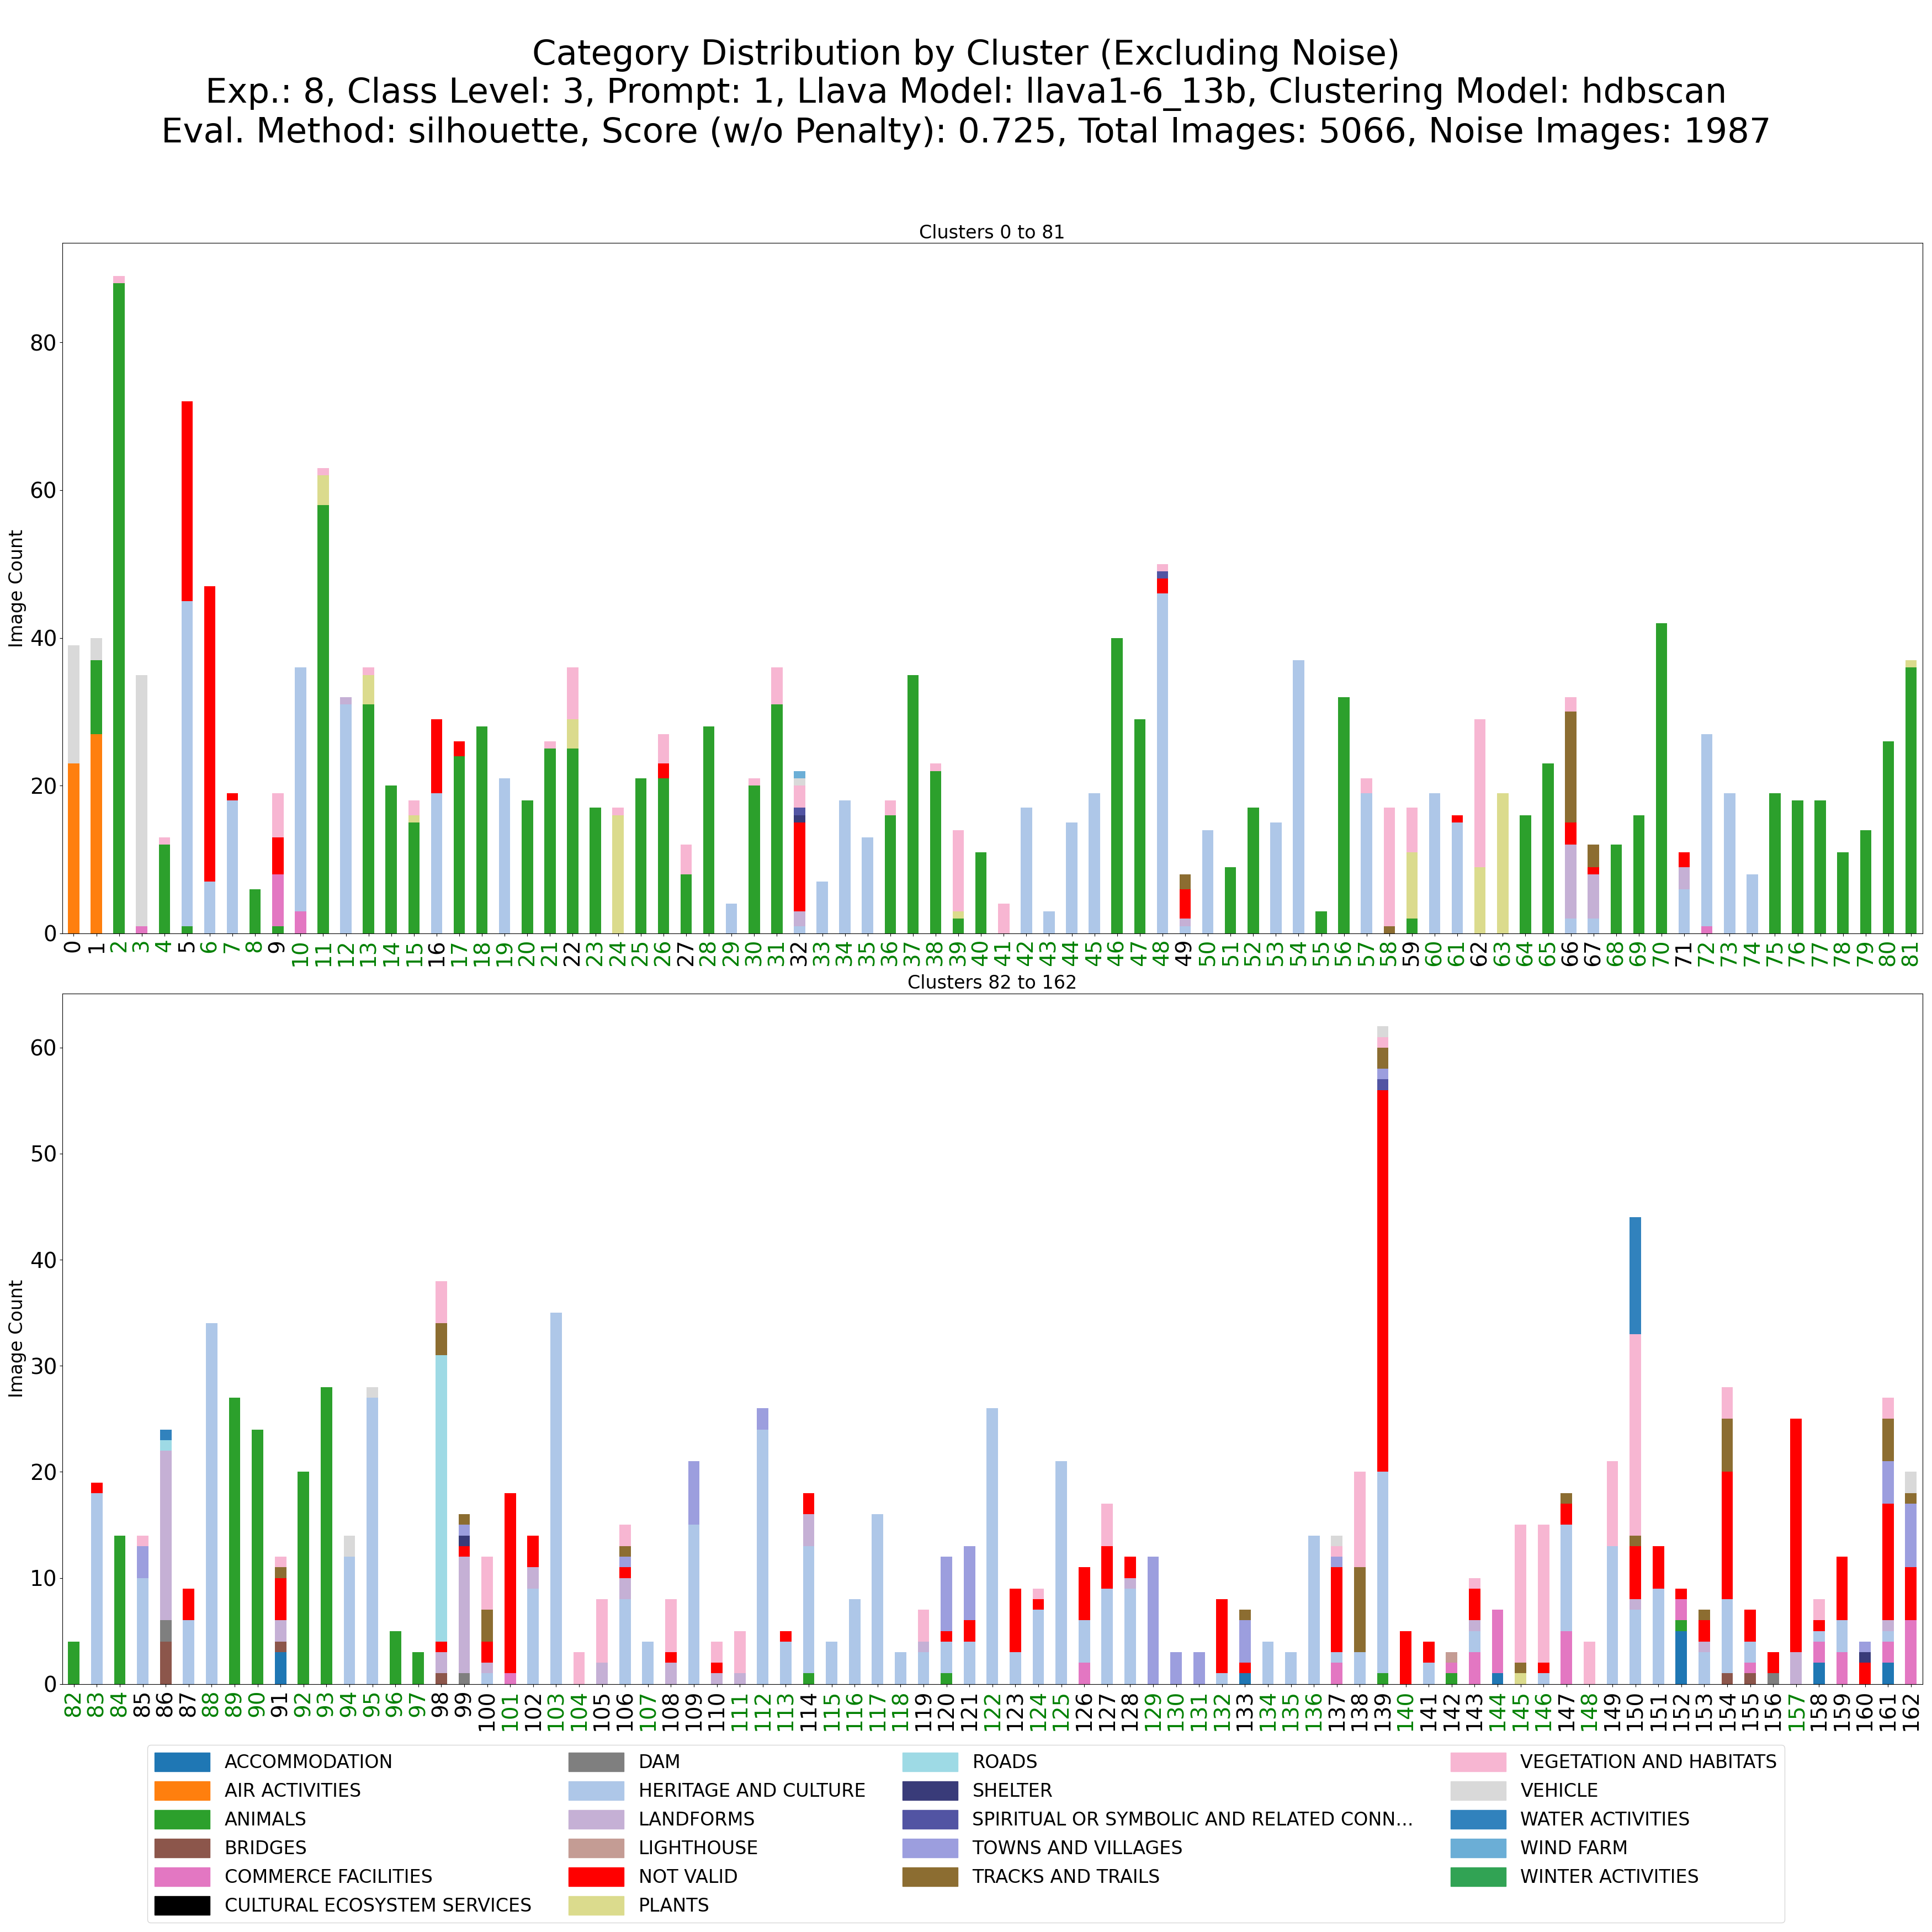 Category Distribution by Cluster (Excluding Noise)
Exp.: 8, Class Level: 3, Prompt: 1, Llava Model: llava1-6_13b, Clustering Model: hdbscan
Eval. Method: silhouette, Score (w/o Penalty): 0.725, Total Images: 5066, Noise Images: 1987
Clusters 0 to 81
Image Count
80
60
40
20
0
0 1 2 3 4 5 6 7 8 9 10 11 12 13 14 15 16 17 18 19 20 21 22 23 24 25 26 27 28 29 30 31 32 33 34 35 36 37 38 39 40 41 42 43 44 45 46 47 48 49 50 51 52 53 54 55 56 57 58 59 60 61 62 63 64 65 66 67 68 69 70 71 72 73 74 75 76 77 78 79 80 81
Clusters 82 to 162
Image Count
60
50
40
30
20
10
0
82 83 84 85 86 87 88 89 90 91 92 93 94 95 96 97 98 99 100 101 102 103 104 105 106 107 108 109 110 111 112 113 114 115 116 117 118 119 120 121 122 123 124 125 126 127 128 129 130 131 132 133 134 135 136 137 138 139 140 141 142 143 144 145 146 147 148 149 150 151 152 153 154 155 156 157 158 159 160 161 162
ACCOMMODATION
AIR ACTIVITIES
ANIMALS
BRIDGES
COMMERCE FACILITIES
CULTURAL ECOSYSTEM SERVICES
DAM
HERITAGE AND CULTURE
LANDFORMS
LIGHTHOUSE
NOT VALID
PLANTS
ROADS
SHELTER
SPIRITUAL OR SYMBOLIC AND RELATED CONN...
TOWNS AND VILLAGES
TRACKS AND TRAILS
VEGETATION AND HABITATS
VEHICLE
WATER ACTIVITIES
WIND FARM
WINTER ACTIVITIES